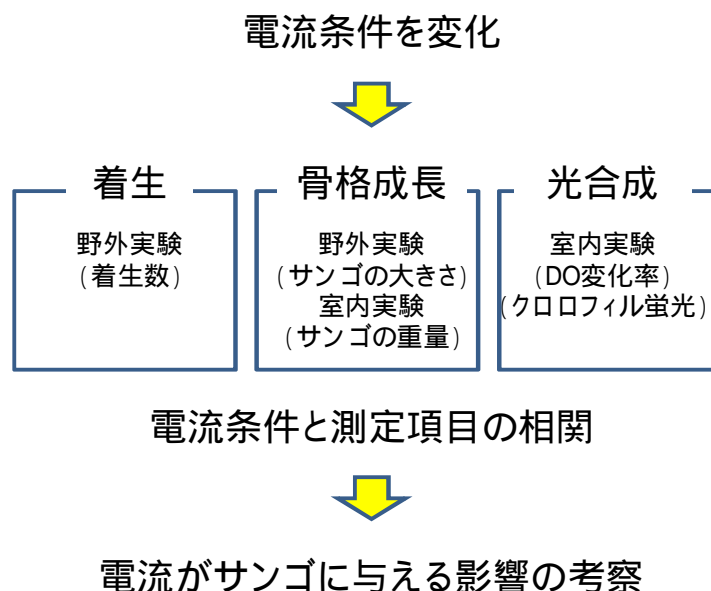 電流条件を変化
着生
野外実験
(着生数)
骨格成長
野外実験
(サンゴの大きさ)
室内実験
(サンゴの重量)
光合成
室内実験
(DO変化率)
(クロロフィル蛍光)
電流条件と測定項目の相関
電流がサンゴに与える影響の考察